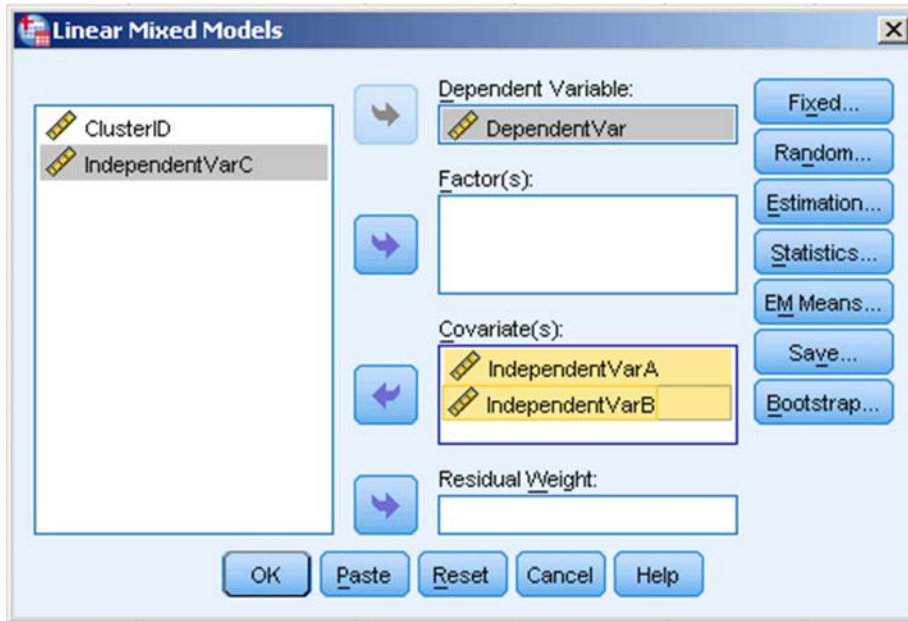 Linear Mixed Models
ClusterID
IndependentVarC
Dependent Variable:
DependentVar
Factor(s):
Covariate(s):
IndependentVarA
IndependentVarB
Residual Weight:
Fixed...
Random...
Estimation...
Statistics...
EM Means...
Save...
Bootstrap...
OK
Paste
Reset
Cancel
Help